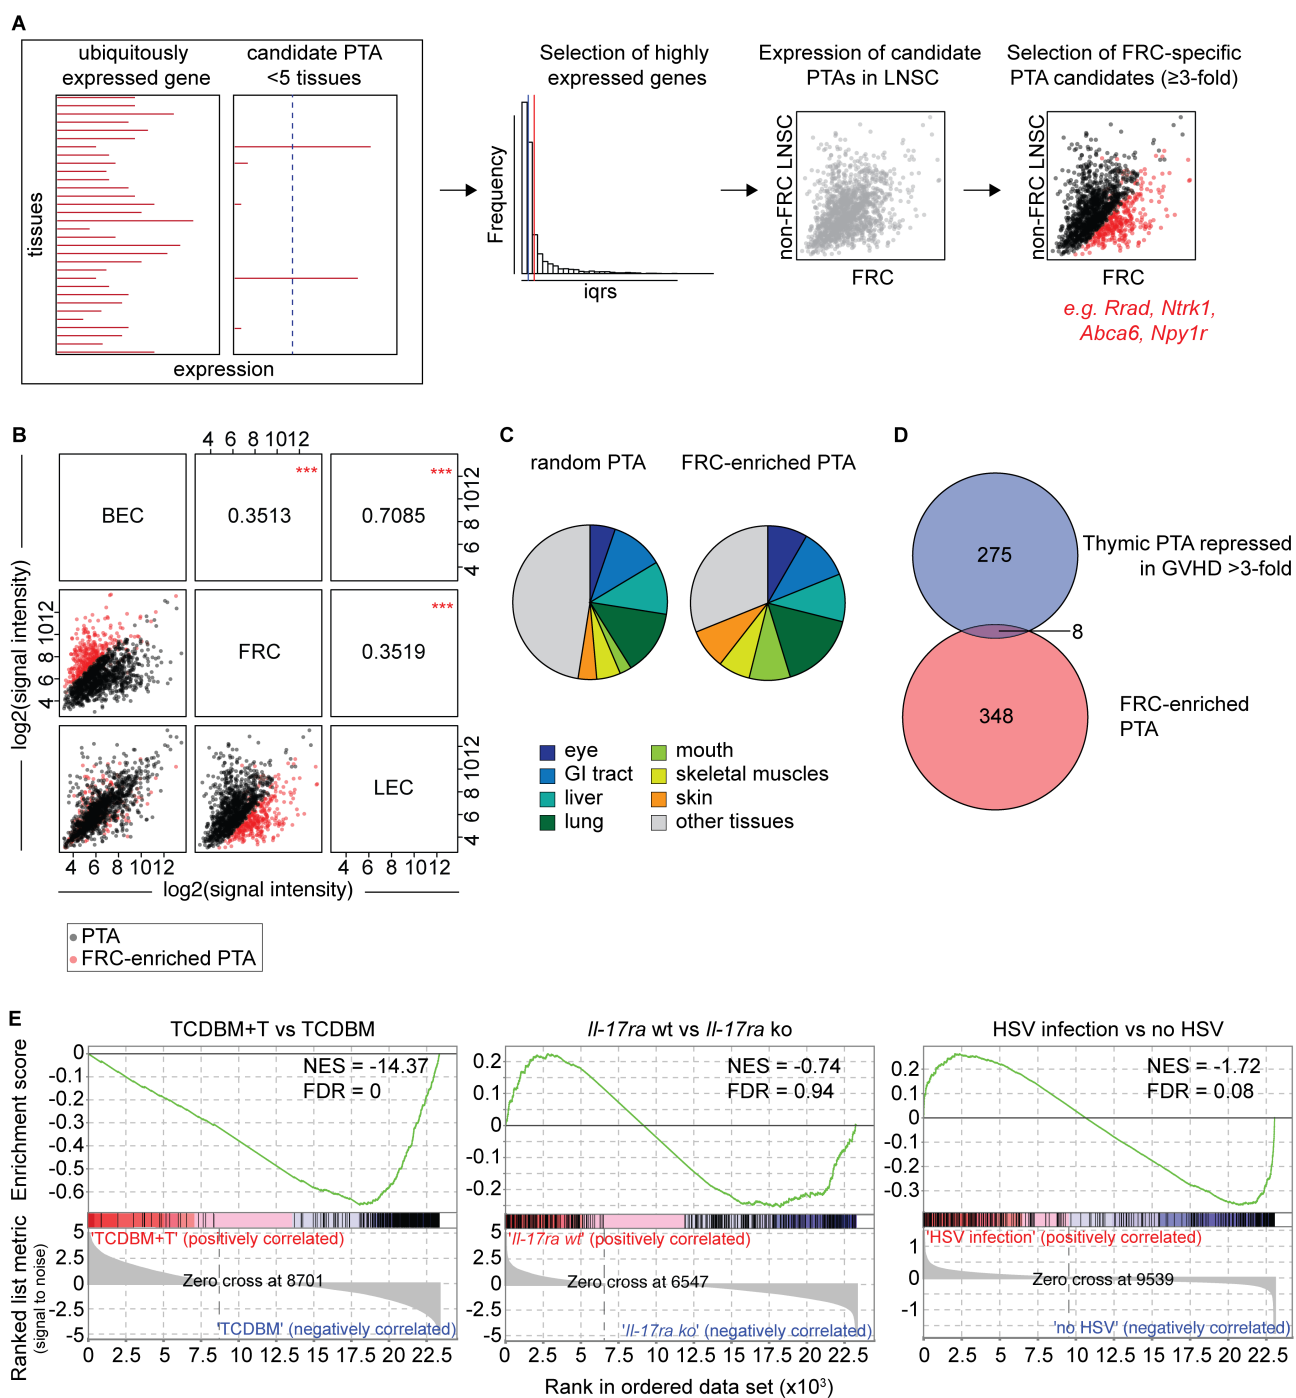 A
ubiquitously
expressed gene
candidate PTA
<5 tissues
tissues
expression
Selection of highly
expressed genes
Frequency
iqrs
Expression of candidate
PTAs in LNSC
non-FRC LNSC
FRC
Selection of FRC-specific
PTA candidates (≥3-fold)
non-FRC LNSC
FRC
e.g. Rrad, Ntrk1,
Abca6, Npy1r
B
4 6 8 1012
BEC
***
0.3513
***
0.7085
4 6 8 1012
log2(signal intensity)
4 6 8 1012
FRC
***
0.3519
LEC
4 6 8 1012
4 6 8 1012
4 6 8 1012
log2(signal intensity)
PTA
FRC-enriched PTA
C
random PTA
FRC-enriched PTA
eye
GI tract
liver
lung
mouth
skeletal muscles
skin
other tissues
D
275
Thymic PTA repressed
in GVHD >3-fold
8
348
FRC-enriched
PTA
E
Enrichment score
Ranked list metric
(signal to noise)
TCDBM+T vs TCDBM
NES = -14.37
FDR = 0
0
-0.1
-0.2
-0.3
-0.4
-0.5
-0.6
'TCDBM+T' (positively correlated)
5
2.5
0
-2.5
-5
Zero cross at 8701
'TCDBM' (negatively correlated)
0 2.5 5 7.5 10 12.5 15 17.5 20 22.5
Il-17ra wt vs Il-17ra ko
NES = -0.74
FDR = 0.94
0.2
0.1
0
-0.1
-0.2
'Il-17ra wt' (positively correlated)
5
2.5
0
-2.5
-5
Zero cross at 6547
'Il-17ra ko' (negatively correlated)
0 2.5 5 7.5 10 12.5 15 17.5 20 22.5
HSV infection vs no HSV
NES = -1.72
FDR = 0.08
0.2
0.1
0
-0.1
-0.2
-0.3
'HSV infection' (positively correlated)
1
0
-1
Zero cross at 9539
'no HSV' (negatively correlated)
0 2.5 5 7.5 10 12.5 15 17.5 20 22.5
Rank in ordered data set (x10³)